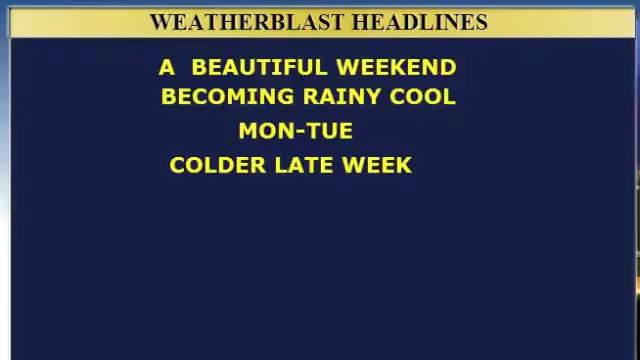 WEATHERBLAST HEADLINES
A BEAUTIFUL WEEKEND
BECOMING RAINY COOL
MON-TUE
COLDER LATE WEEK